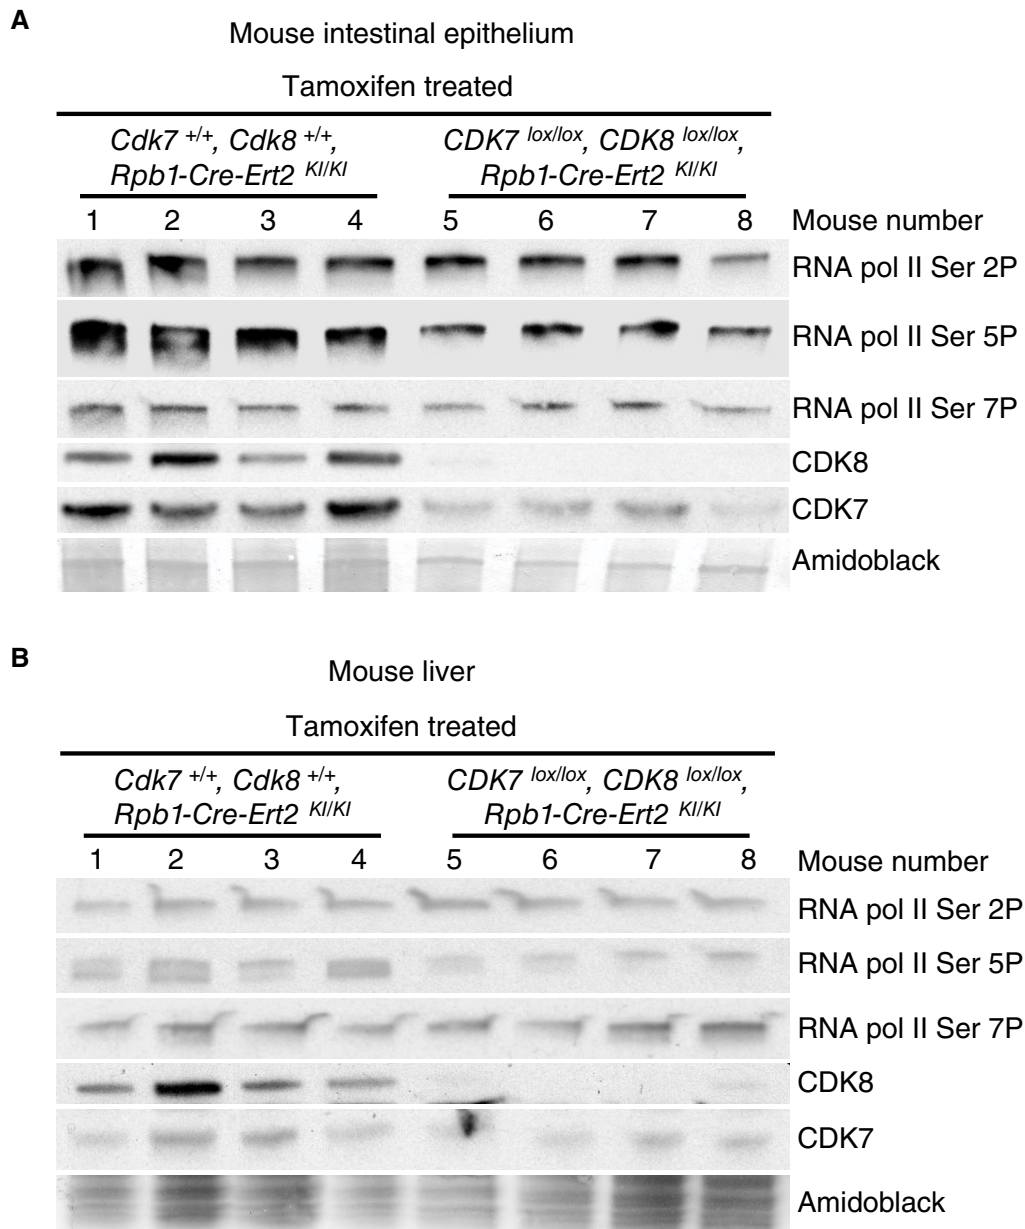 A
Mouse intestinal epithelium
Tamoxifen treated
Cdk7 +/+, Cdk8 +/+, CDK7 lox/lox, CDK8 lox/lox,
Rpb1-Cre-Ert2 KI/KI Rpb1-Cre-Ert2 KI/KI
1 2 3 4 5 6 7 8 Mouse number
RNA pol II Ser 2P
RNA pol II Ser 5P
RNA pol II Ser 7P
CDK8
CDK7
Amidoblack
B
Mouse liver
Tamoxifen treated
Cdk7 +/+, Cdk8 +/+, CDK7 lox/lox, CDK8 lox/lox,
Rpb1-Cre-Ert2 KI/KI Rpb1-Cre-Ert2 KI/KI
1 2 3 4 5 6 7 8 Mouse number
RNA pol II Ser 2P
RNA pol II Ser 5P
RNA pol II Ser 7P
CDK8
CDK7
Amidoblack